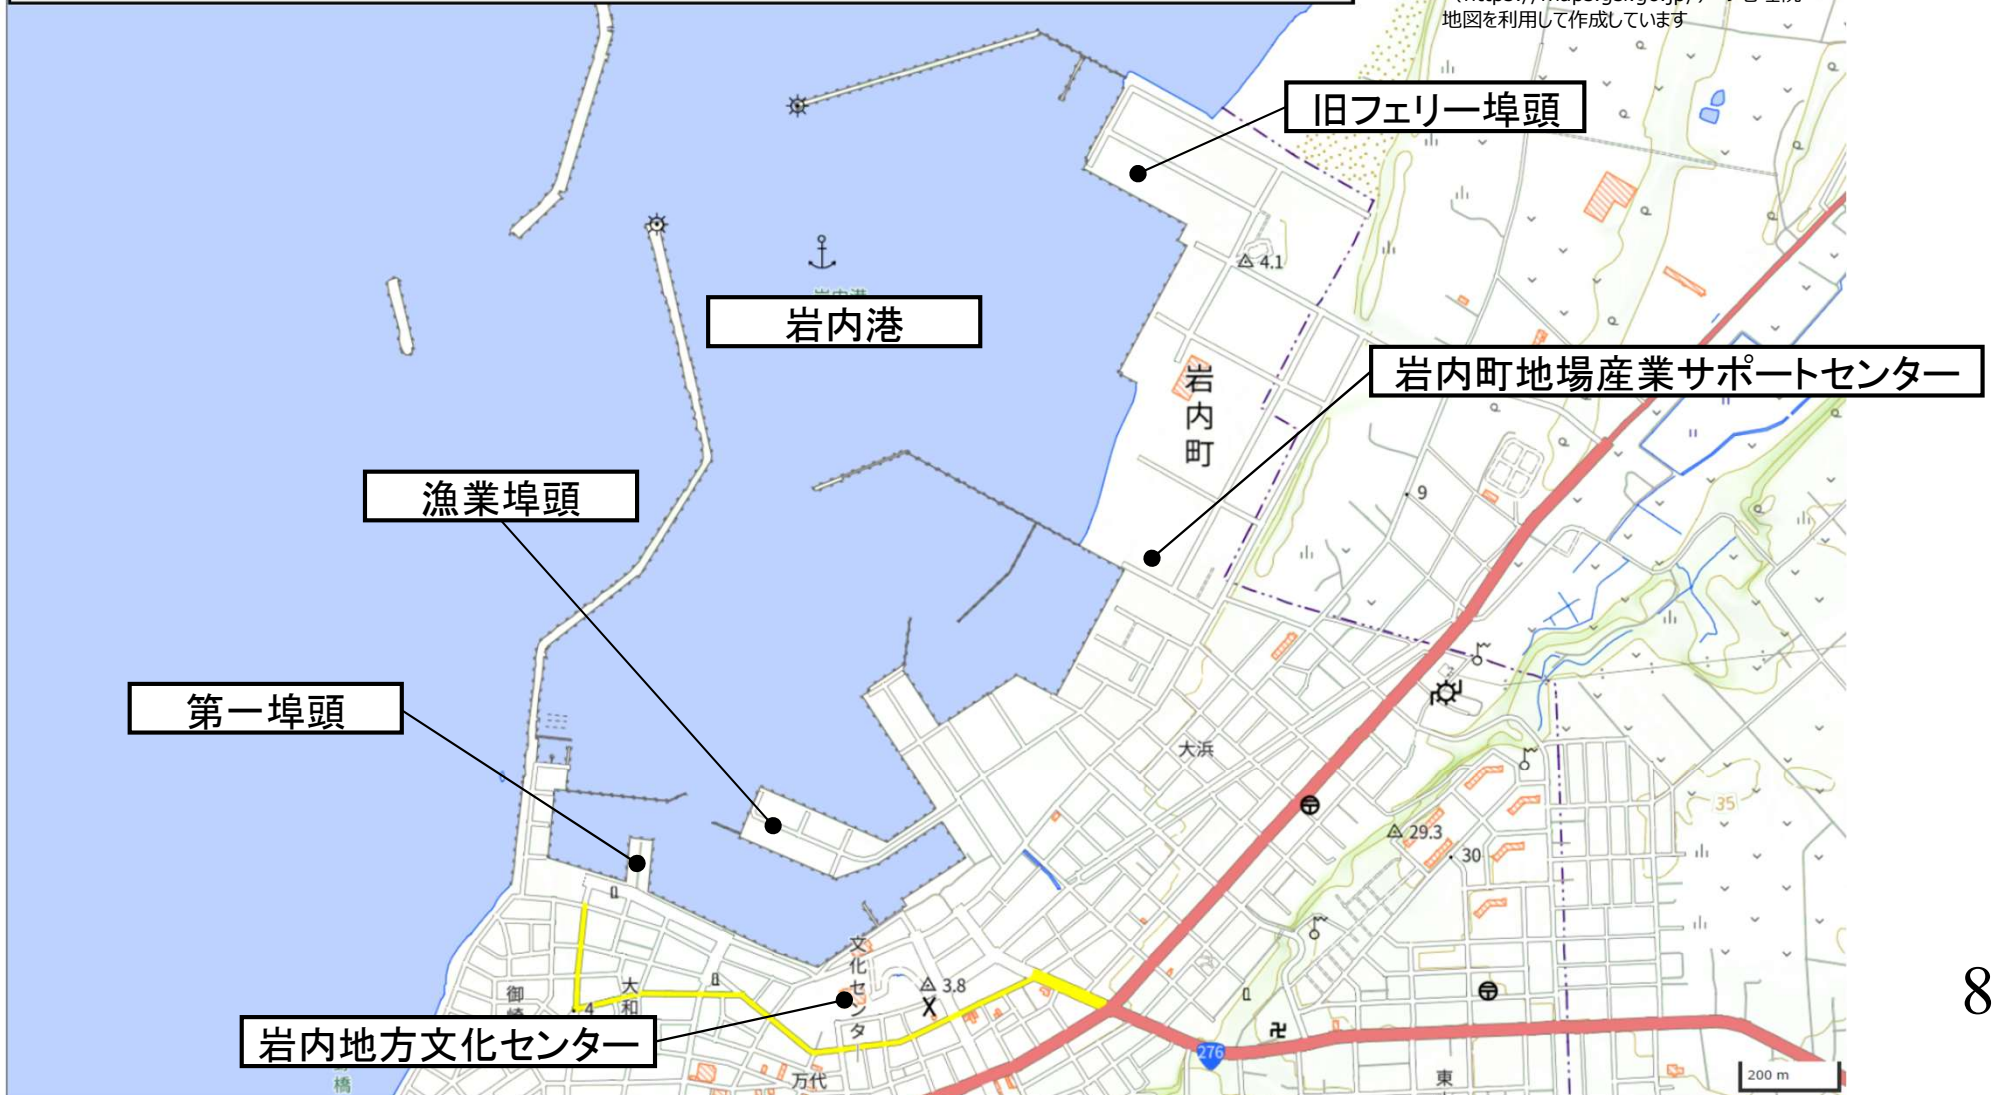 地図を利用して作成しています
旧フェリー埠頭
4.1
岩内港
岩内町地場産業サポートセンター
岩内町
漁業埠頭
9
第一埠頭
大浜
35
29.3
30
文化センタ
3.8
御崎
大和
4
岩内地方文化センター
276
万代
橋
東
200 m
8